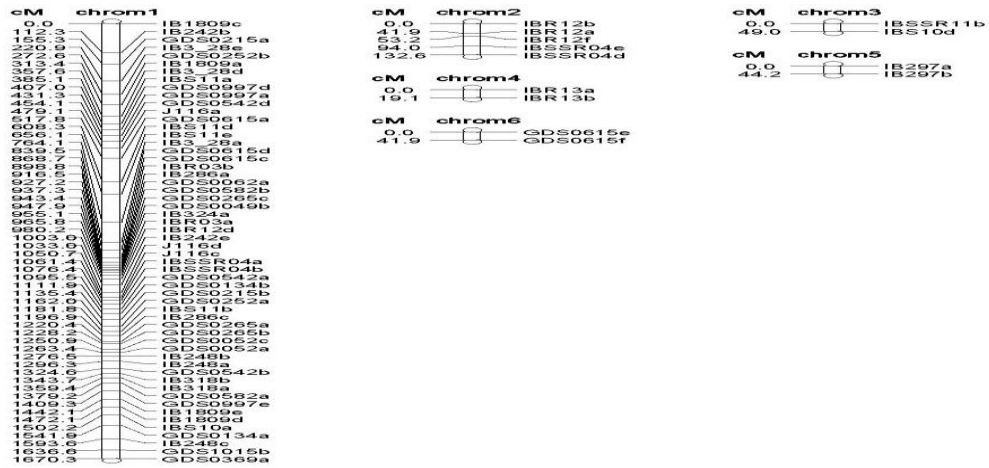 cM chrom1
0.0 IB1809c
112.3 IB242b
155.3 GDS0215a
220.9 IB3_28e
272.6 GDS0252b
313.4 IB1809a
357.6 IB3_28d
385.1 IBS11a
407.0 GDS0997d
431.3 GDS0997a
454.1 GDS0542d
479.1 J116a
517.8 GDS0615a
608.3 IBS11d
656.1 IBS11e
764.1 IB3_28a
839.5 GDS0615d
868.7 GDS0615c
898.8 IBR03b
916.5 IB286a
927.2 GDS0062a
937.3 GDS0582b
943.4 GDS0265c
947.9 GDS0049b
955.1 IB324a
965.8 IBR03a
980.2 IBR12d
1003.0 IB242e
1033.0 J116d
1050.7 J116c
1061.4 IBSSR04a
1076.4 IBSSR04b
1095.5 GDS0542a
1111.9 GDS0134b
1135.4 GDS0215b
1162.0 GDS0252a
1181.8 IBS11b
1196.9 IB286c
1220.4 GDS0265a
1228.2 GDS0265b
1250.9 GDS0052c
1263.4 GDS0052a
1276.5 IB248b
1296.3 IB248a
1324.6 GDS0542b
1343.7 IB318b
1359.4 IB318a
1379.2 GDS0582a
1409.3 GDS0997e
1442.1 IB1809e
1472.1 IB1809d
1502.2 IBS10a
1541.9 GDS0134a
1593.6 IB248c
1636.6 GDS1015b
1670.3 GDS0369a
cM chrom2
0.0 IBR12b
41.9 IBR12a
53.2 IBR12f
94.0 IBSSR04e
132.6 IBSSR04d
cM chrom4
0.0 IBR13a
19.1 IBR13b
cM chrom6
0.0 GDS0615e
41.9 GDS0615f
cM chrom3
0.0 IBSSR11b
49.0 IBS10d
cM chrom5
0.0 IB297a
44.2 IB297b